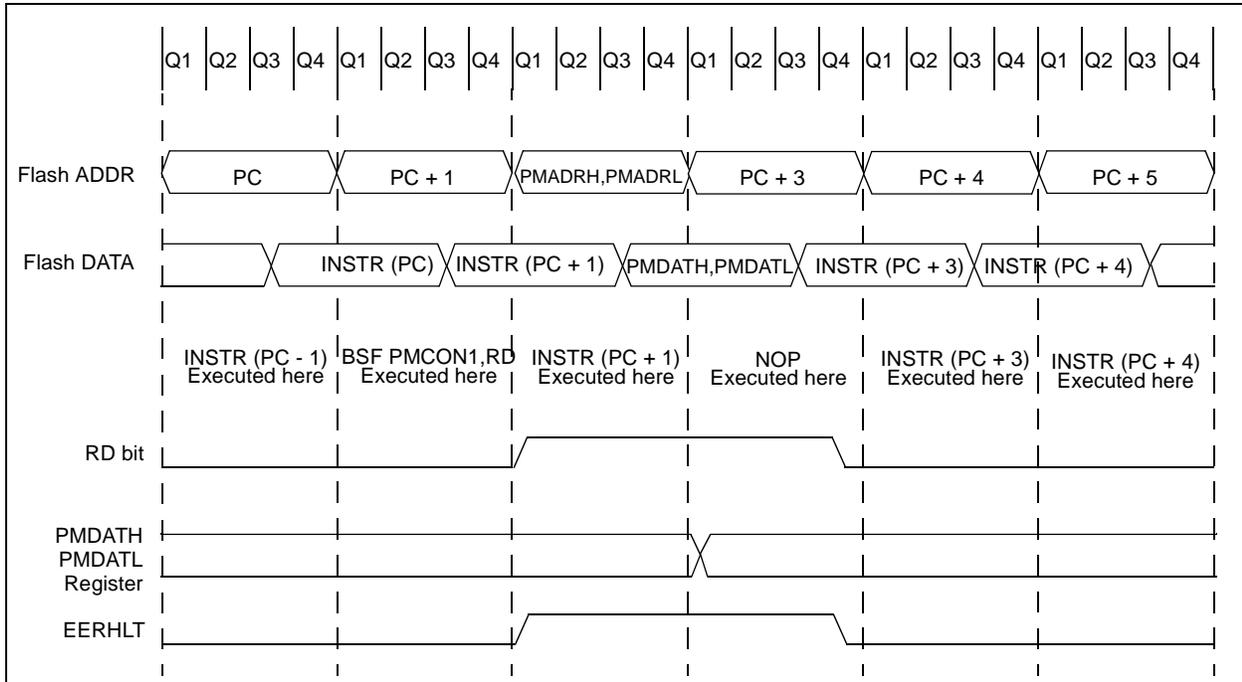 Q1 Q2 Q3 Q4 Q1 Q2 Q3 Q4 Q1 Q2 Q3 Q4 Q1 Q2 Q3 Q4 Q1 Q2 Q3 Q4 Q1 Q2 Q3 Q4
Flash ADDR PC PC + 1 PMADRH,PMADRL PC + 3 PC + 4 PC + 5
Flash DATA INSTR (PC) INSTR (PC + 1) PMDATH,PMDATL INSTR (PC + 3) INSTR (PC + 4)
INSTR (PC - 1) BSF PMCON1,RD INSTR (PC + 1) NOP INSTR (PC + 3) INSTR (PC + 4)
Executed here Executed here Executed here Executed here Executed here Executed here
RD bit
PMDATH
PMDATL
Register
EERHLT